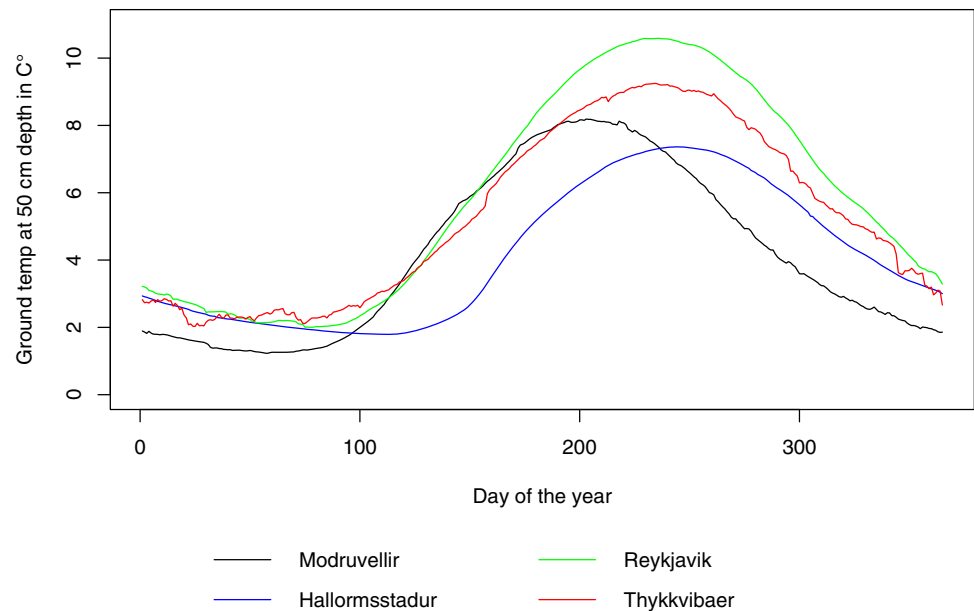 Ground temp at 50 cm depth in C°
10
8
6
4
2
0
0 100 200 300
Day of the year
Modruvellir Reykjavik
Hallormsstadur Thykkvibaer